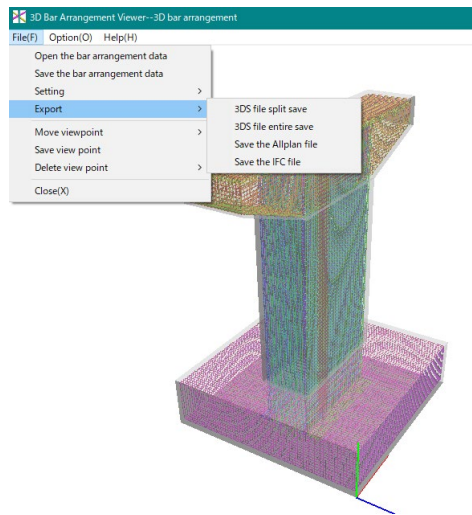 3D Bar Arrangement Viewer--3D bar arrangement
File(F) Option(O) Help(H)
Open the bar arrangement data
Save the bar arrangement data
Setting >
Export >
3DS file split save
3DS file entire save
Save the Allplan file
Save the IFC file
Move viewpoint >
Save view point
Delete view point >
Close(X)